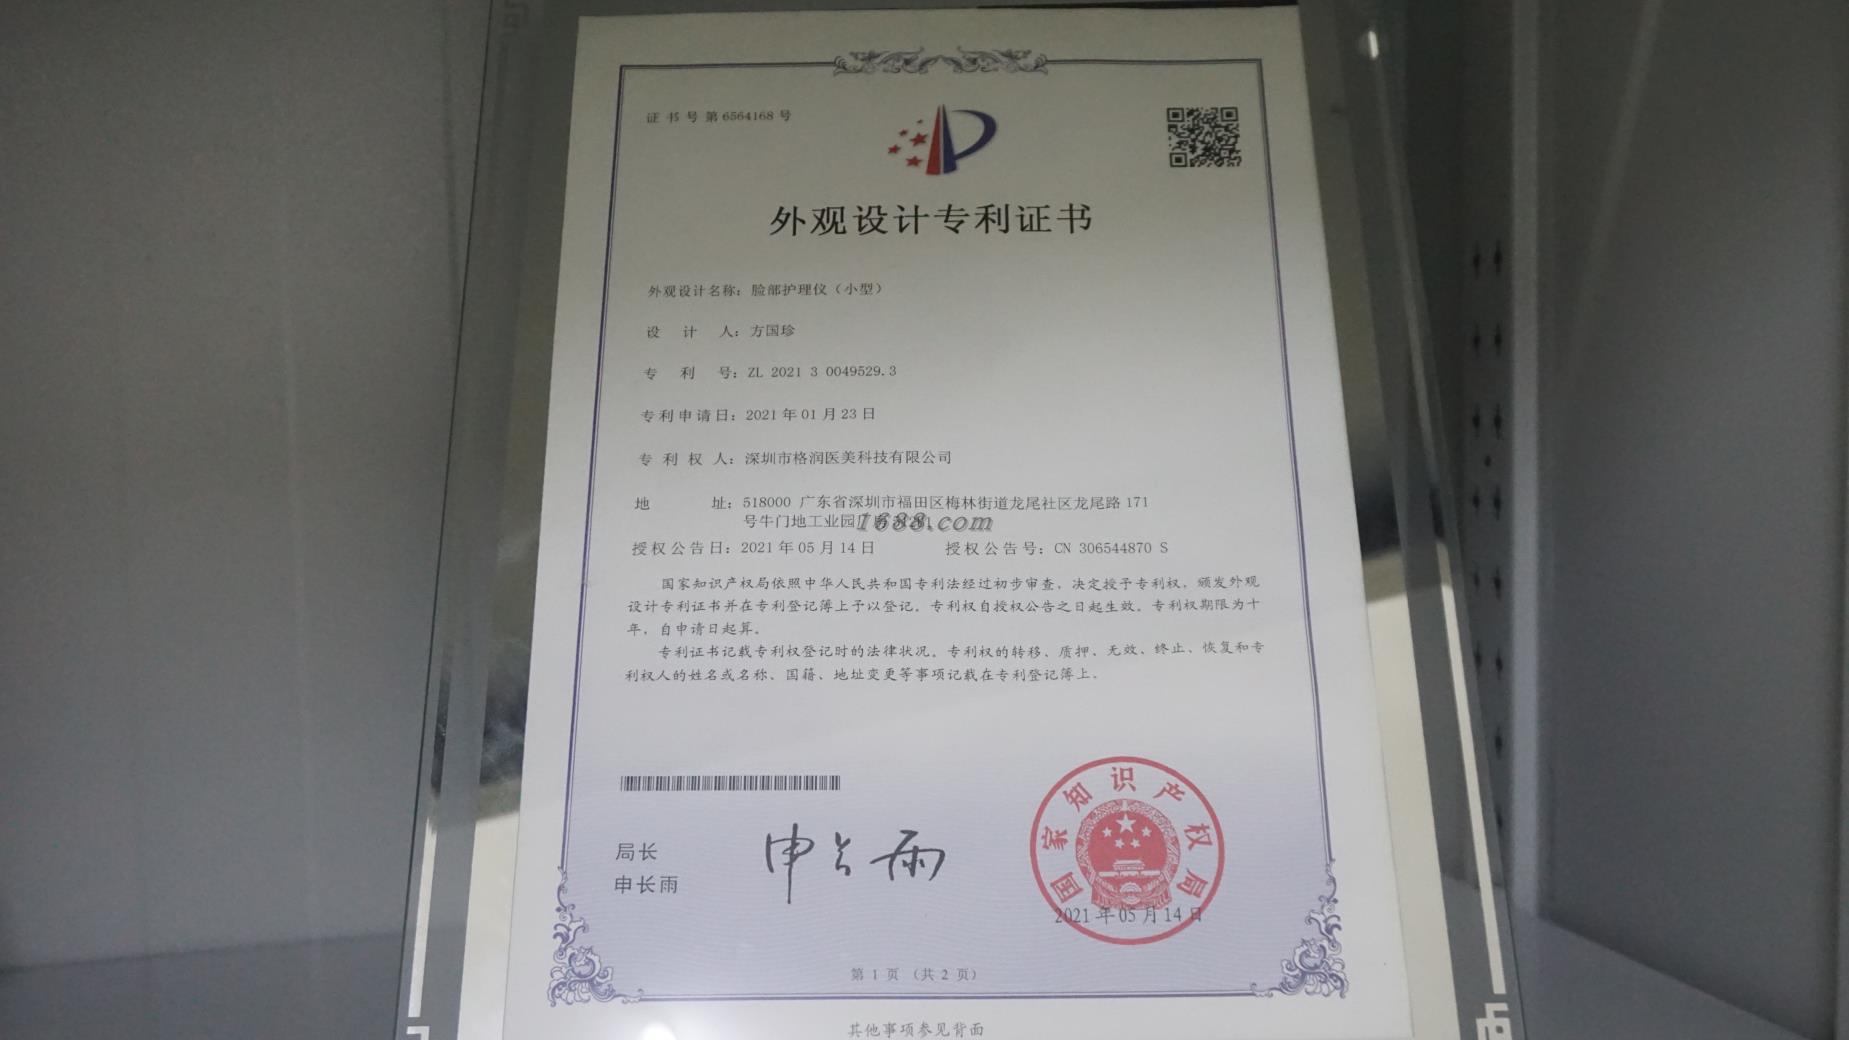 证书号第6564168号
外观设计专利证书
外观设计名称：脸部护理仪（小型）
设计人：方国珍
专利号：ZL 2021 3 0049529.3
专利申请日：2021年01月23日
专利权人：深圳市格润医美科技有限公司
地址：518000 广东省深圳市福田区梅林街道龙尾社区龙尾路171
号牛门地工业园
1688.com
授权公告日：2021年05月14日 授权公告号：CN 306544870 S
国家知识产权局依照中华人民共和国专利法经过初步审查，决定授予专利权，颁发外观
设计专利证书并在专利登记簿上予以登记。专利权自授权公告之日起生效。专利权期限为十
年，自申请日起算。
专利证书记载专利权登记时的法律状况。专利权的转移、质押、无效、终止、恢复和专
利权人的姓名或名称、国籍、地址变更等事项记载在专利登记簿上。
局长
申长雨
申长雨
国家知识产权局
2021年05月14日
第 1 页 （共 2 页）
其他事项参见背面